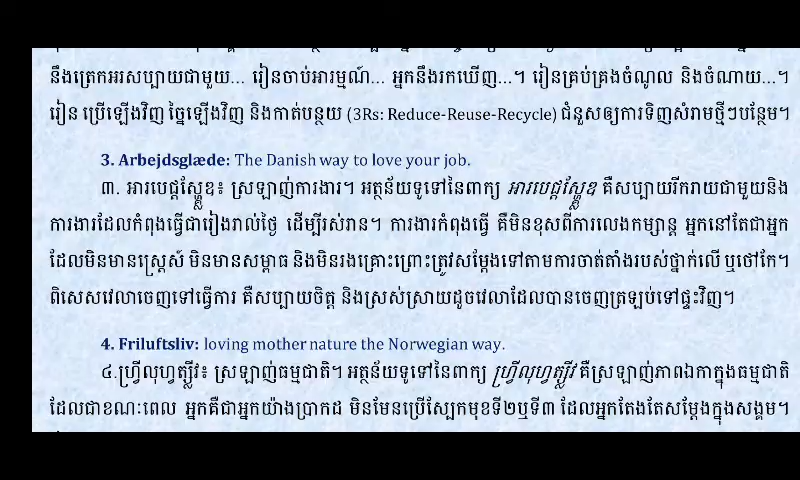 នឹងត្រេកអរសប្បាយជាមួយ... រៀនចាប់អារម្មណ៍... អ្នកនឹងរកឃើញ...។ រៀនគ្រប់គ្រងចំណូល និងចំណាយ...។
រៀន ប្រើឡើងវិញ ច្នៃឡើងវិញ និងកាត់បន្ថយ (3Rs: Reduce-Reuse-Recycle) ជំនួសឲ្យការទិញសំរាមថ្មីៗបន្ថែម។
3. Arbejdsglæde: The Danish way to love your job.
៣. អារបេជ្តស្ហ្គែឌ៖ ស្រឡាញ់ការងារ។ អត្ថន័យទូទៅនៃពាក្យ អារបេជ្តស្ហ្គែឌ គឺសប្បាយរីករាយជាមួយនិង
ការងារដែលកំពុងធ្វើជារៀងរាល់ថ្ងៃ ដើម្បីរស់រាន។ ការងារកំពុងធ្វើ គឺមិនខុសពីការលេងកម្សាន្ត អ្នកនៅតែជាអ្នក
ដែលមិនមានស្ត្រេស៍ មិនមានសម្ពាធ និងមិនរងគ្រោះព្រោះត្រូវសម្តែងទៅតាមការចាត់តាំងរបស់ថ្នាក់លើ ឬថៅកែ។
ពិសេសវេលាចេញទៅធ្វើការ គឺសប្បាយចិត្ត និងស្រស់ស្រាយដូចវេលាដែលបានចេញត្រឡប់ទៅផ្ទះវិញ។
4. Friluftsliv: loving mother nature the Norwegian way.
៤.ហ្វ្រីលុហ្វត្ស្លីវ៖ ស្រឡាញ់ធម្មជាតិ។ អត្ថន័យទូទៅនៃពាក្យ ហ្វ្រីលុហ្វត្ស្លីវ គឺស្រឡាញ់ភាពឯកាក្នុងធម្មជាតិ
ដែលជាខណៈពេល អ្នកគឺជាអ្នកយ៉ាងប្រាកដ មិនមែនប្រើស្បែកមុខទី២ឬទី៣ ដែលអ្នកតែងតែសម្តែងក្នុងសង្គម។